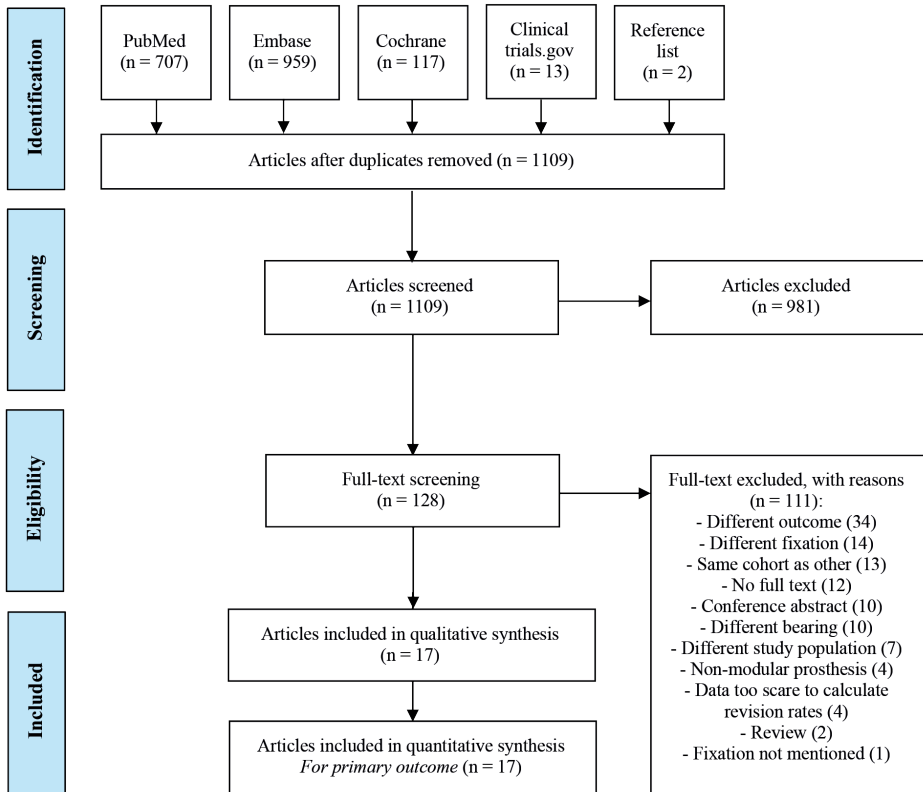 Identification
PubMed
(n = 707)
Embase
(n = 959)
Cochrane
(n = 117)
Clinical
trials.gov
(n = 13)
Reference
list
(n = 2)
Articles after duplicates removed (n = 1109)
Screening
Articles screened
(n = 1109)
Articles excluded
(n = 981)
Eligibility
Full-text screening
(n = 128)
Full-text excluded, with reasons
(n = 111):
- Different outcome (34)
- Different fixation (14)
- Same cohort as other (13)
- No full text (12)
- Conference abstract (10)
- Different bearing (10)
- Different study population (7)
- Non-modular prosthesis (4)
- Data too scare to calculate
revision rates (4)
- Review (2)
- Fixation not mentioned (1)
Included
Articles included in qualitative synthesis
(n = 17)
Articles included in quantitative synthesis
For primary outcome (n = 17)